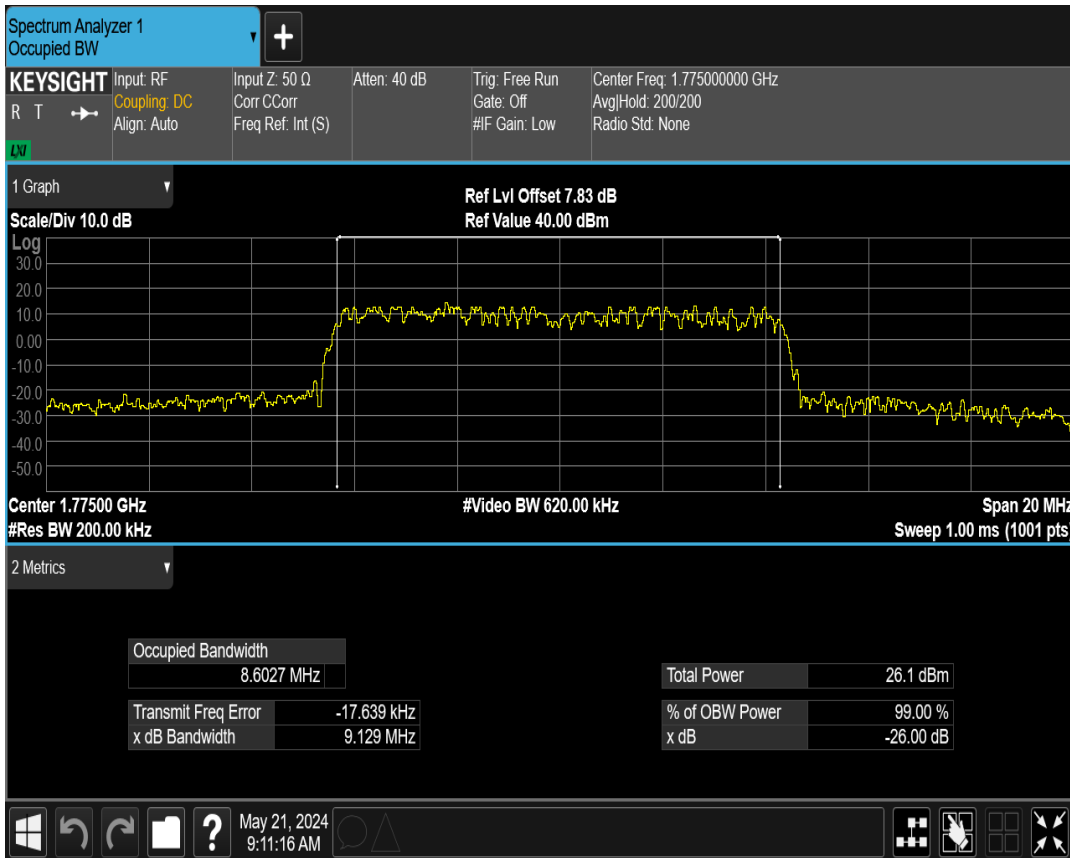 Spectrum Analyzer 1
Occupied BW
+
KEYSIGHT
R T
LXI
Input: RF
Coupling: DC
Align: Auto
Input Z: 50 Ω
Corr CCorr
Freq Ref: Int (S)
Atten: 40 dB
Trig: Free Run
Gate: Off
#IF Gain: Low
Center Freq: 1.775000000 GHz
Avg|Hold: 200/200
Radio Std: None
1 Graph
Scale/Div 10.0 dB
Ref Lvl Offset 7.83 dB
Ref Value 40.00 dBm
Log
30.0
20.0
10.0
0.00
-10.0
-20.0
-30.0
-40.0
-50.0
Center 1.77500 GHz
#Video BW 620.00 kHz
Span 20 MHz
#Res BW 200.00 kHz
Sweep 1.00 ms (1001 pts)
2 Metrics
Occupied Bandwidth
8.6027 MHz
Transmit Freq Error -17.639 kHz
x dB Bandwidth 9.129 MHz
Total Power 26.1 dBm
% of OBW Power 99.00 %
x dB -26.00 dB
?
May 21, 2024
9:11:16 AM